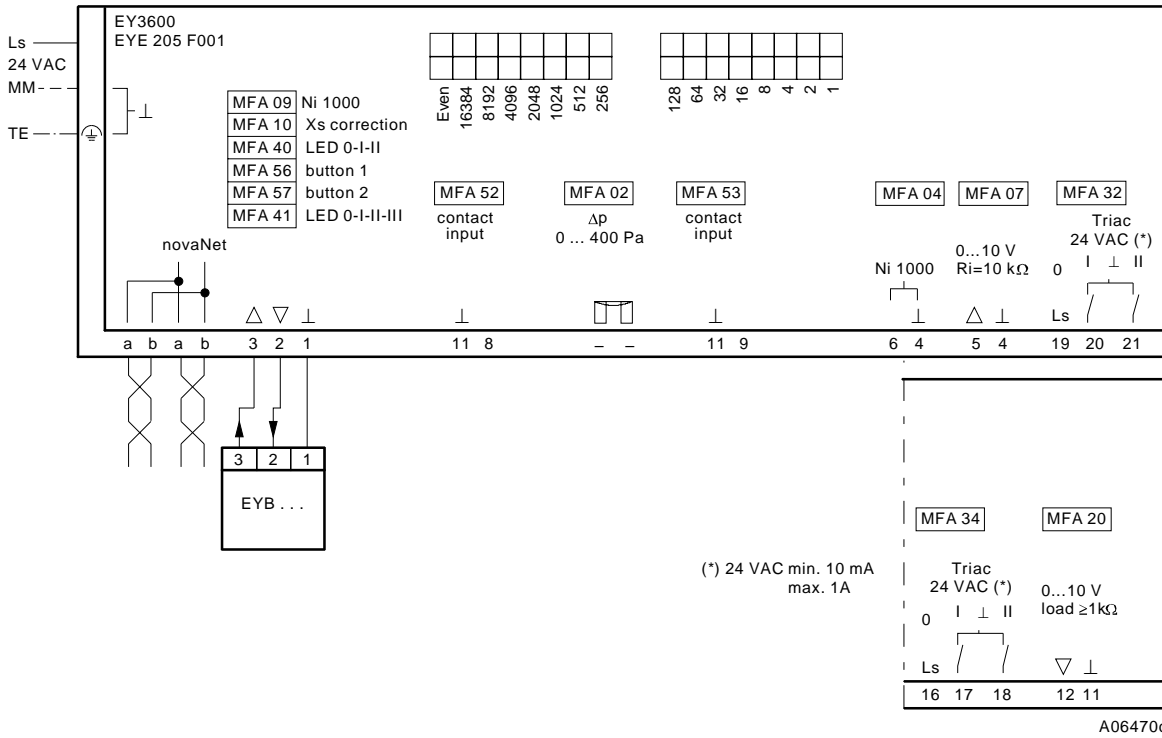 EY3600
EYE 205 F001
Ls
24 VAC
MM
TE
⊥
MFA 09 Ni 1000
MFA 10 Xs correction
MFA 40 LED 0-I-II
MFA 56 button 1
MFA 57 button 2
MFA 41 LED 0-I-II-III
Even 16384 8192 4096 2048 1024 512 256
128 64 32 16 8 4 2 1
MFA 52
contact
input
MFA 02
Δp
0 ... 400 Pa
MFA 53
contact
input
MFA 04
Ni 1000
MFA 07
0...10 V
Ri=10 kΩ
MFA 32
Triac
24 VAC (*)
0 I ⊥ II
Ls
novaNet
⊥ ⊥ ⊥ ⊥ ⊥
a b a b 3 2 1 11 8 – – 11 9 6 4 5 4 19 20 21
3 2 1
EYB . . .
(*) 24 VAC min. 10 mA
max. 1A
MFA 34
Triac
24 VAC (*)
0 I ⊥ II
Ls
MFA 20
0...10 V
load ≥1kΩ
⊥
16 17 18 12 11